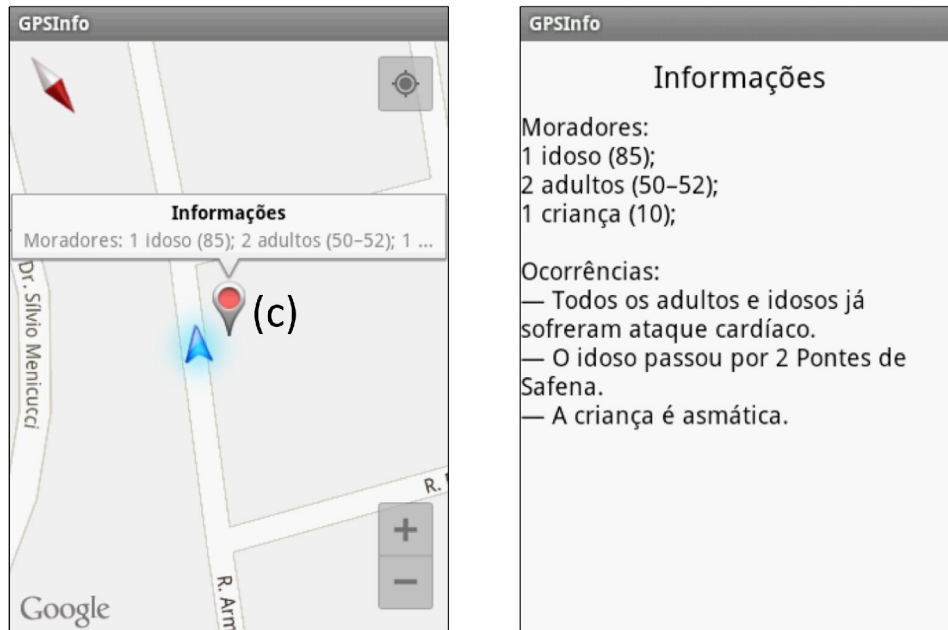 GPSInfo
Informações
Moradores: 1 idoso (85); 2 adultos (50–52); 1 ...
(c)
Dr. Sílvio Menicucci
R.
R. Arm
Google
GPSInfo
Informações
Moradores:
1 idoso (85);
2 adultos (50–52);
1 criança (10);
Ocorrências:
— Todos os adultos e idosos já
sofreram ataque cardíaco.
— O idoso passou por 2 Pontes de
Safena.
— A criança é asmática.